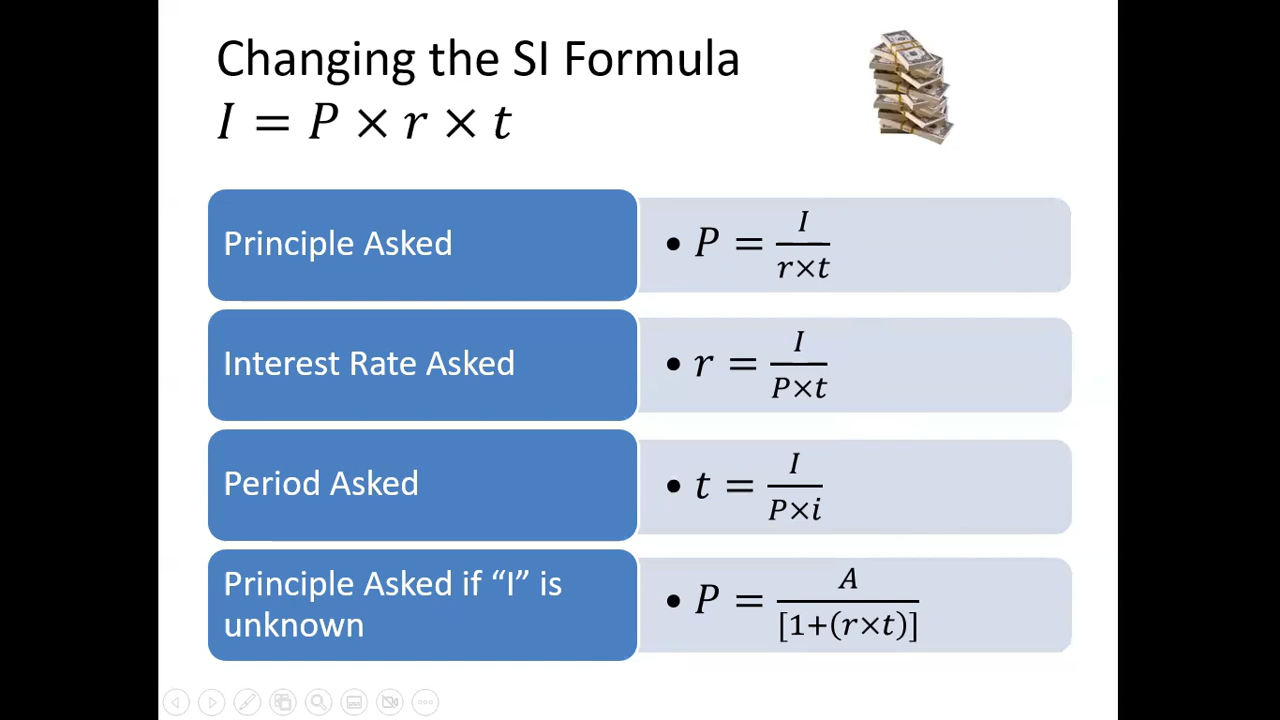 Changing the SI Formula
I = P × r × t
Principle Asked
• P = I / r×t
Interest Rate Asked
• r = I / P×t
Period Asked
• t = I / P×i
Principle Asked if “I” is
unknown
• P = A / [1+(r×t)]